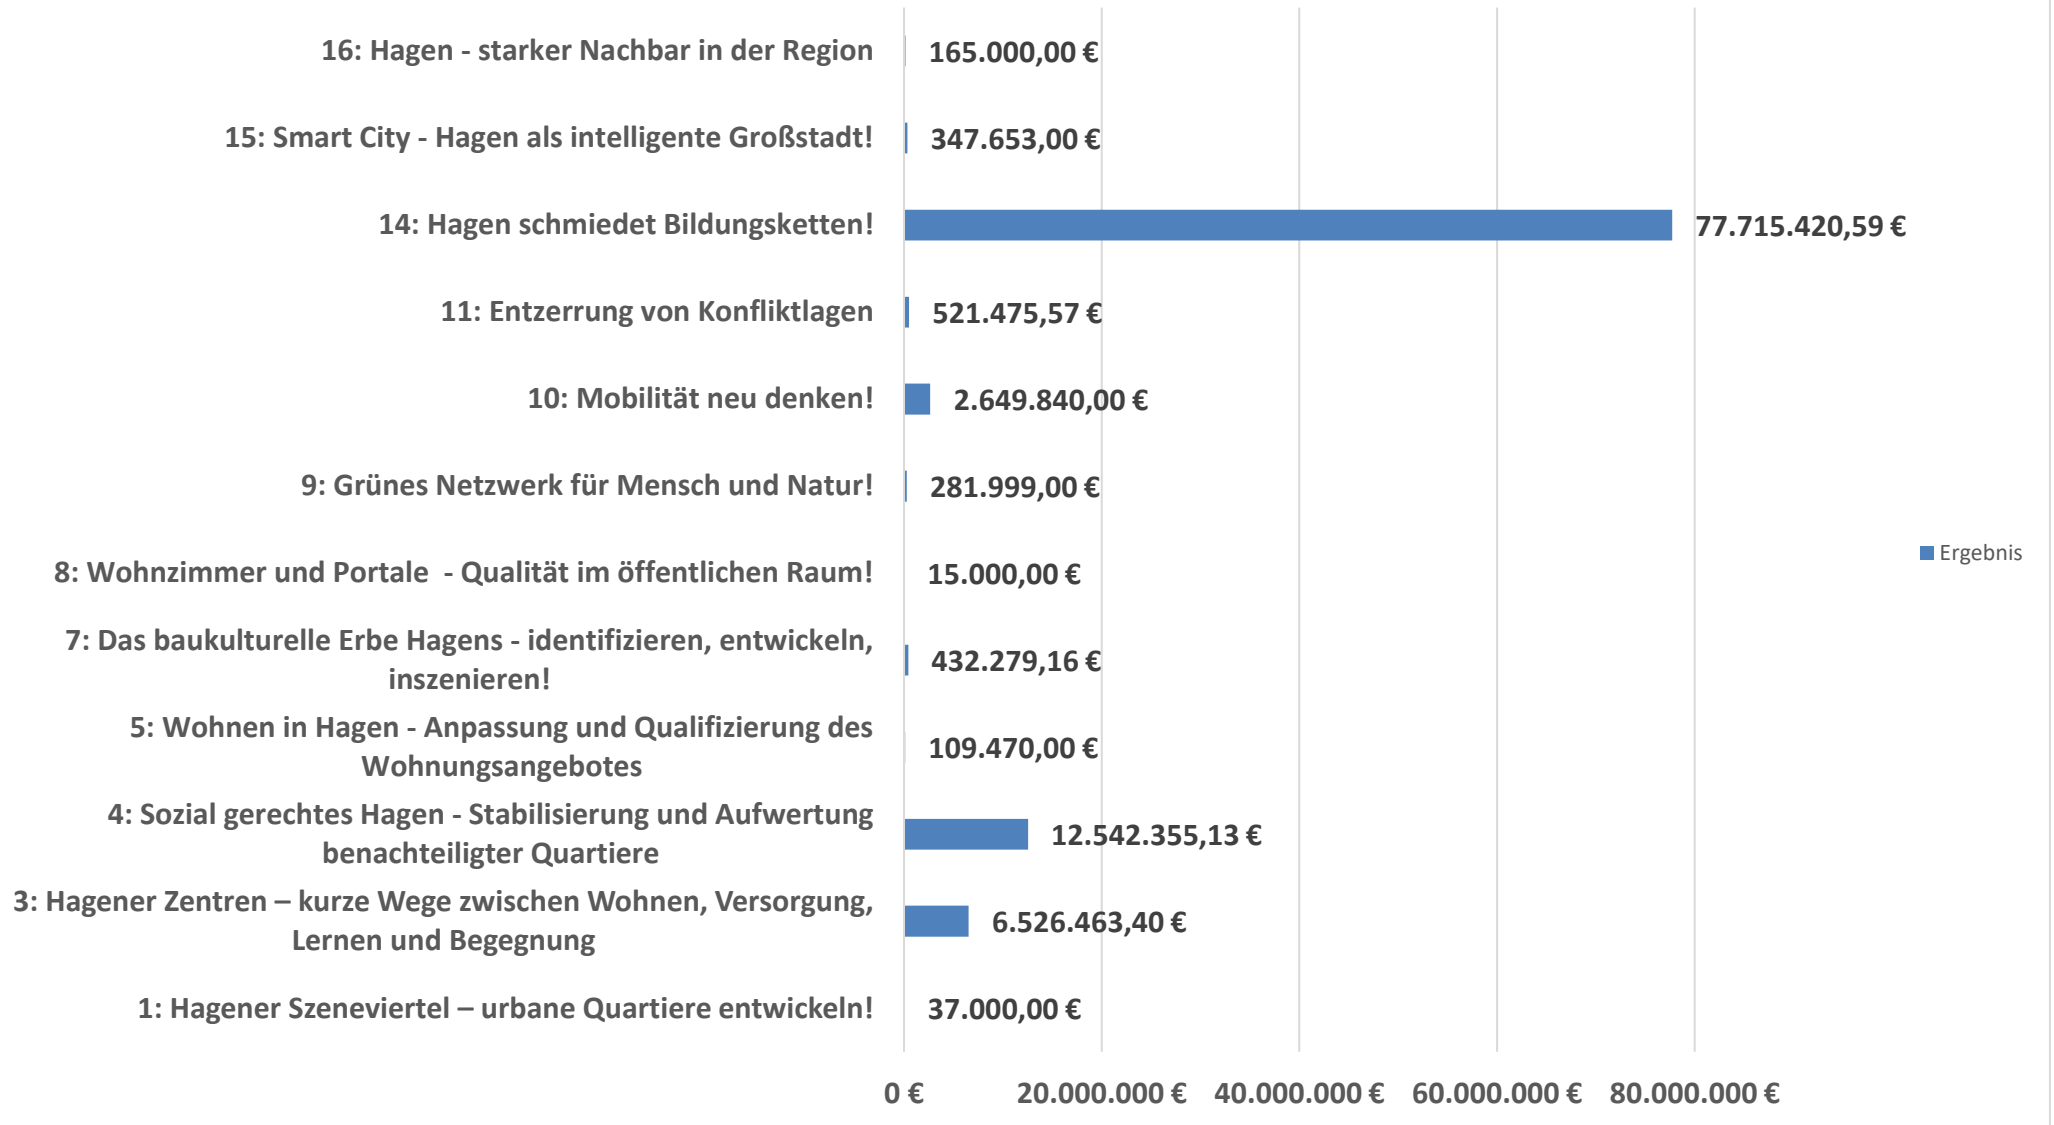 16: Hagen - starker Nachbar in der Region 165.000,00 €
15: Smart City - Hagen als intelligente Großstadt! 347.653,00 €
14: Hagen schmiedet Bildungsketten! 77.715.420,59 €
11: Entzerrung von Konfliktlagen 521.475,57 €
10: Mobilität neu denken! 2.649.840,00 €
9: Grünes Netzwerk für Mensch und Natur! 281.999,00 €
Ergebnis
8: Wohnzimmer und Portale  - Qualität im öffentlichen Raum! 15.000,00 €
7: Das baukulturelle Erbe Hagens - identifizieren, entwickeln,
inszenieren!
432.279,16 €
5: Wohnen in Hagen - Anpassung und Qualifizierung des
Wohnungsangebotes
109.470,00 €
4: Sozial gerechtes Hagen - Stabilisierung und Aufwertung
benachteiligter Quartiere
12.542.355,13 €
3: Hagener Zentren – kurze Wege zwischen Wohnen, Versorgung,
Lernen und Begegnung
6.526.463,40 €
1: Hagener Szeneviertel – urbane Quartiere entwickeln! 37.000,00 €
0 € 20.000.000 € 40.000.000 € 60.000.000 € 80.000.000 €